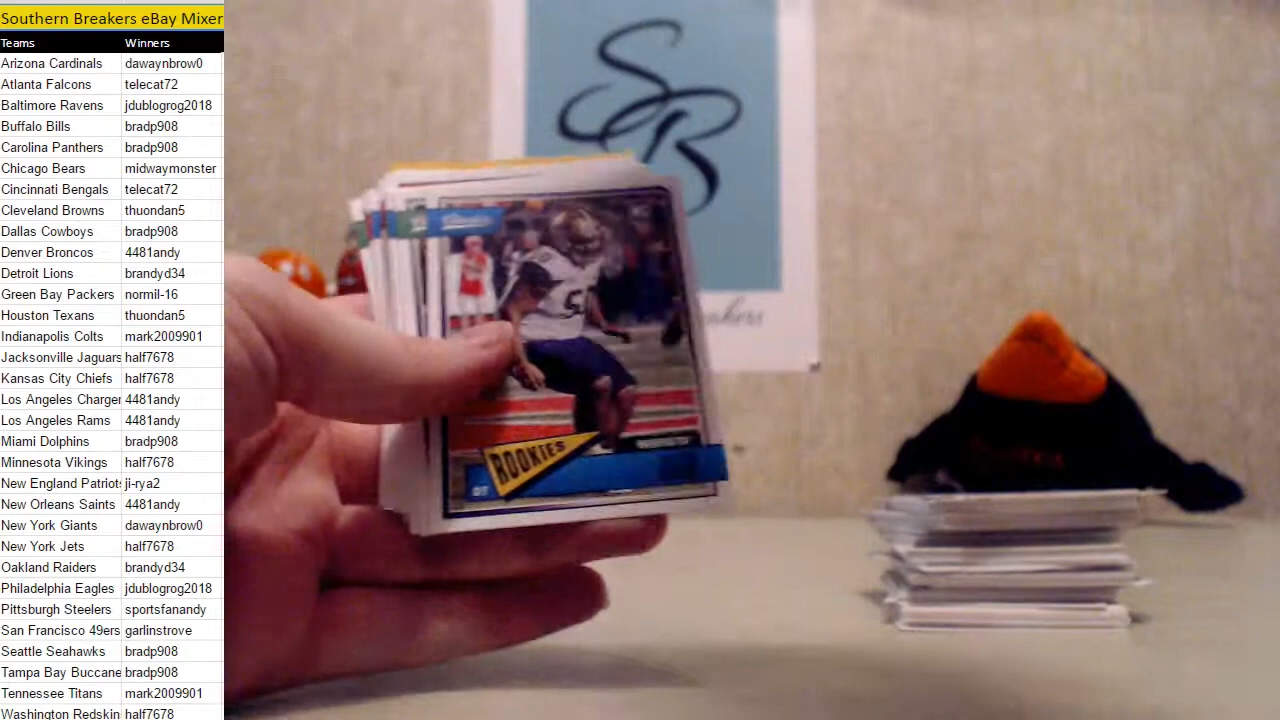 Southern Breakers eBay Mixer
Teams Winners
Arizona Cardinals dawaynbrow0
Atlanta Falcons telecat72
Baltimore Ravens jdublogrog2018
Buffalo Bills bradp908
Carolina Panthers bradp908
Chicago Bears midwaymonster
Cincinnati Bengals telecat72
Cleveland Browns thuondan5
Dallas Cowboys bradp908
Denver Broncos 4481andy
Detroit Lions brandyd34
Green Bay Packers normil-16
Houston Texans thuondan5
Indianapolis Colts mark2009901
Jacksonville Jaguars half7678
Kansas City Chiefs half7678
Los Angeles Charger 4481andy
Los Angeles Rams 4481andy
Miami Dolphins bradp908
Minnesota Vikings half7678
New England Patriots ji-rya2
New Orleans Saints 4481andy
New York Giants dawaynbrow0
New York Jets half7678
Oakland Raiders brandyd34
Philadelphia Eagles jdublogrog2018
Pittsburgh Steelers sportsfanandy
San Francisco 49ers garlinstrove
Seattle Seahawks bradp908
Tampa Bay Buccane bradp908
Tennessee Titans mark2009901
Washington Redskin half7678
SB
ROOKIES